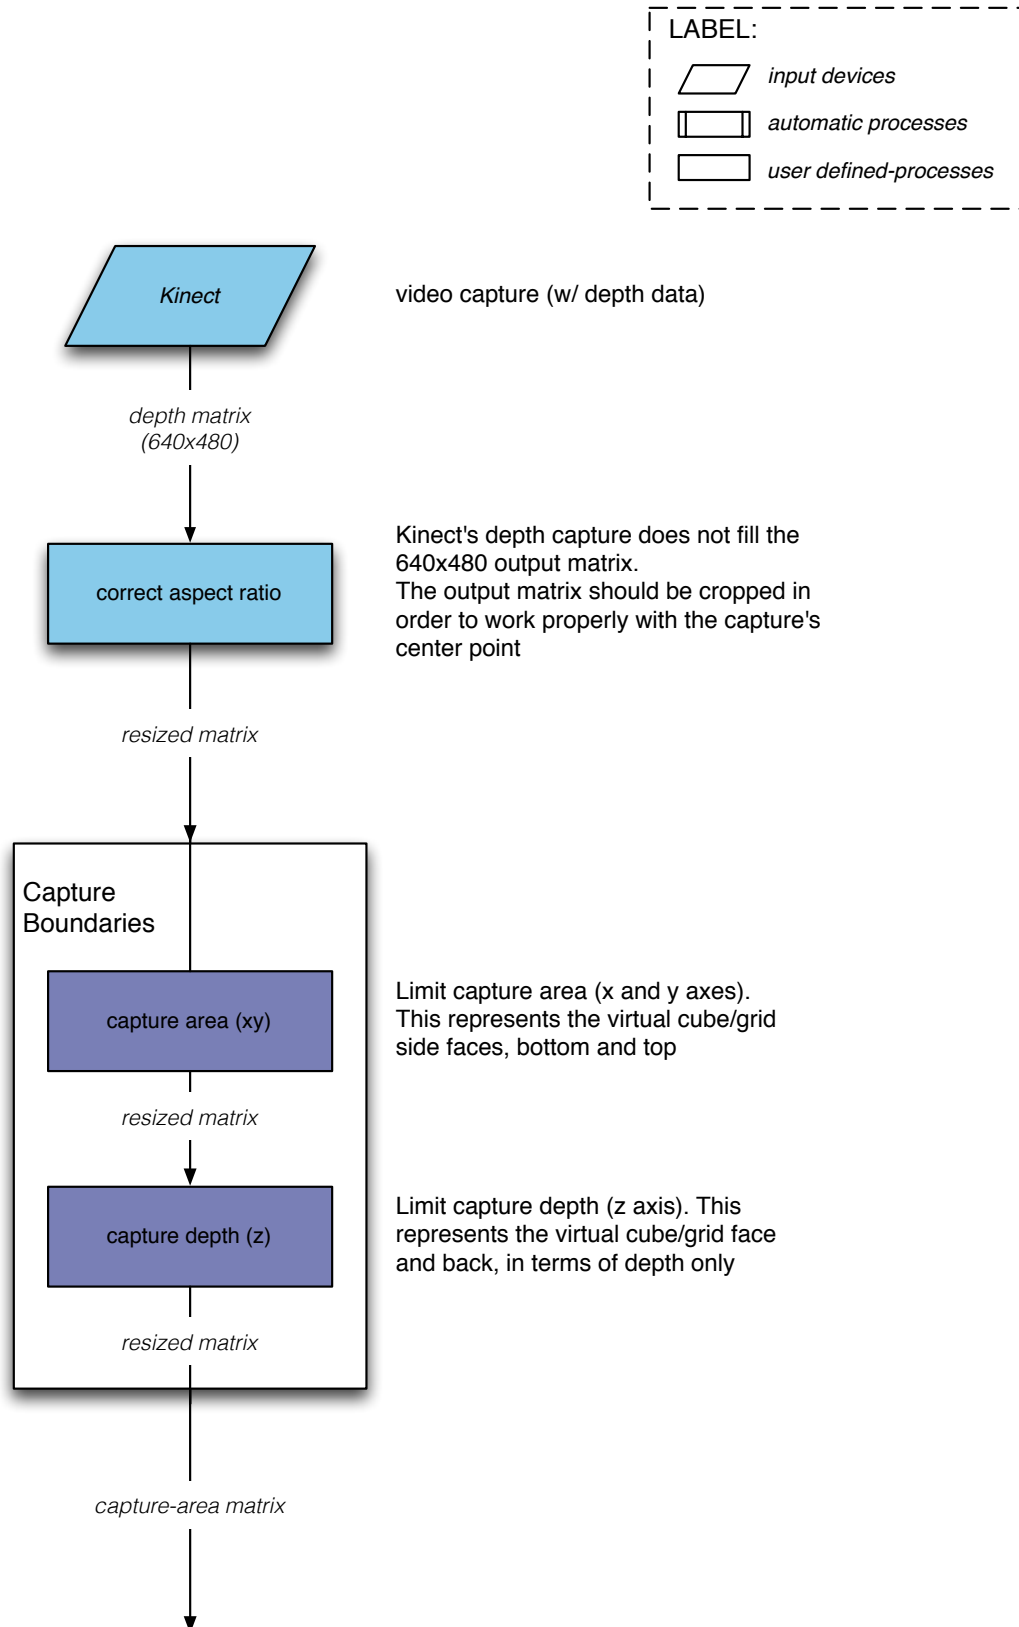 LABEL:
input devices
automatic processes
user defined-processes
Kinect
video capture (w/ depth data)
depth matrix
(640x480)
correct aspect ratio
Kinect's depth capture does not fill the
640x480 output matrix.
The output matrix should be cropped in
order to work properly with the capture's
center point
resized matrix
Capture
Boundaries
capture area (xy)
Limit capture area (x and y axes).
This represents the virtual cube/grid
side faces, bottom and top
resized matrix
capture depth (z)
Limit capture depth (z axis). This
represents the virtual cube/grid face
and back, in terms of depth only
resized matrix
capture-area matrix